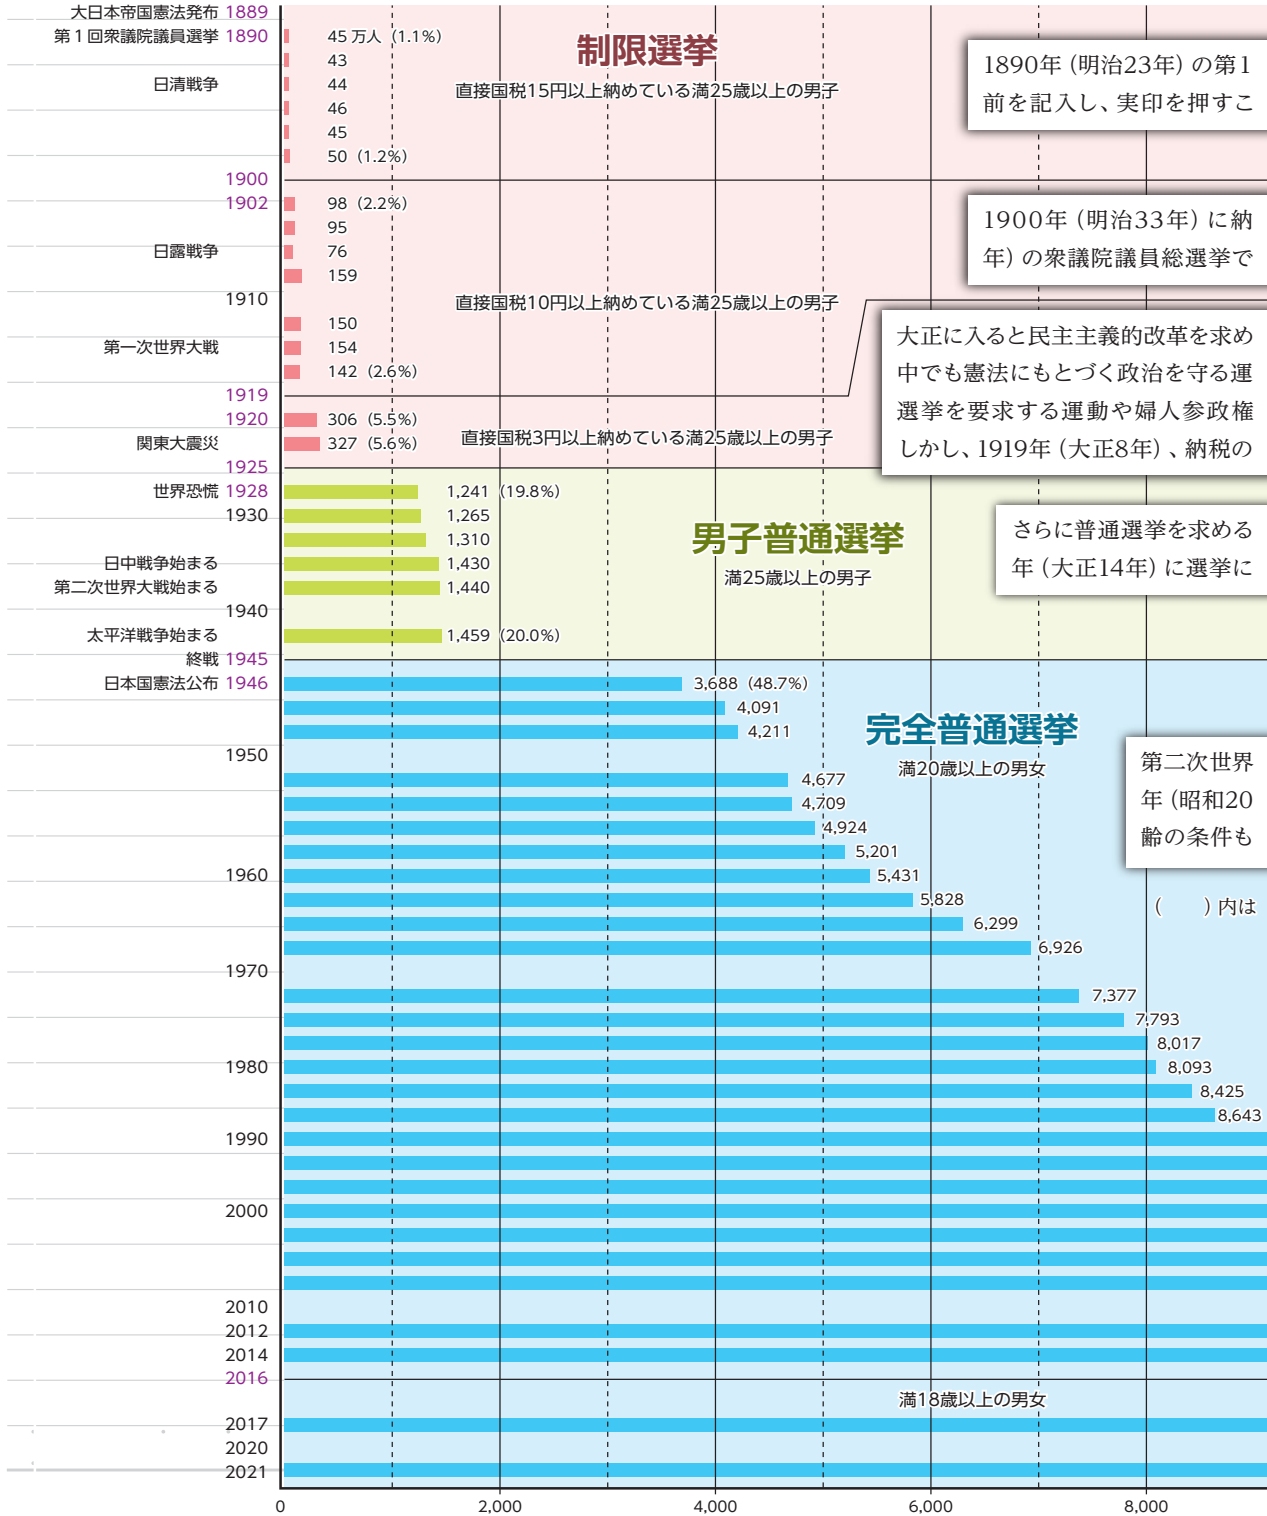 大日本帝国憲法発布 1889
第1回衆議院議員選挙 1890 45万人 (1.1%)
制限選挙
43
日清戦争 44
直接国税15円以上納めている満25歳以上の男子
46
45
50 (1.2%)
1890年(明治23年)の第1
前を記入し、実印を押すこ
1900
1902 98 (2.2%)
95
日露戦争 76
159
1910
直接国税10円以上納めている満25歳以上の男子
150
第一次世界大戦 154
142 (2.6%)
1900年(明治33年)に納
年)の衆議院議員総選挙で
1919
1920 306 (5.5%)
関東大震災 327 (5.6%)
直接国税3円以上納めている満25歳以上の男子
大正に入ると民主主義的改革を求め
中でも憲法にもとづく政治を守る運
選挙を要求する運動や婦人参政権
しかし、1919年(大正8年)、納税の
1925
世界恐慌 1928 1,241 (19.8%)
1930 1,265
1,310
男子普通選挙
日中戦争始まる 1,430
満25歳以上の男子
第二次世界大戦始まる 1,440
1940
太平洋戦争始まる 1,459 (20.0%)
さらに普通選挙を求める
年(大正14年)に選挙に
終戦 1945
日本国憲法公布 1946 3,688 (48.7%)
4,091
4,211
完全普通選挙
満20歳以上の男女
1950
4,677
4,709
4,924
5,201
1960 5,431
5,828
6,299
6,926
第二次世界
年(昭和20
齢の条件も
( )内は
1970
7,377
7,793
8,017
1980 8,093
8,425
8,643
1990
2000
2010
2012
2014
2016
満18歳以上の男女
2017
2020
2021
0 2,000 4,000 6,000 8,000